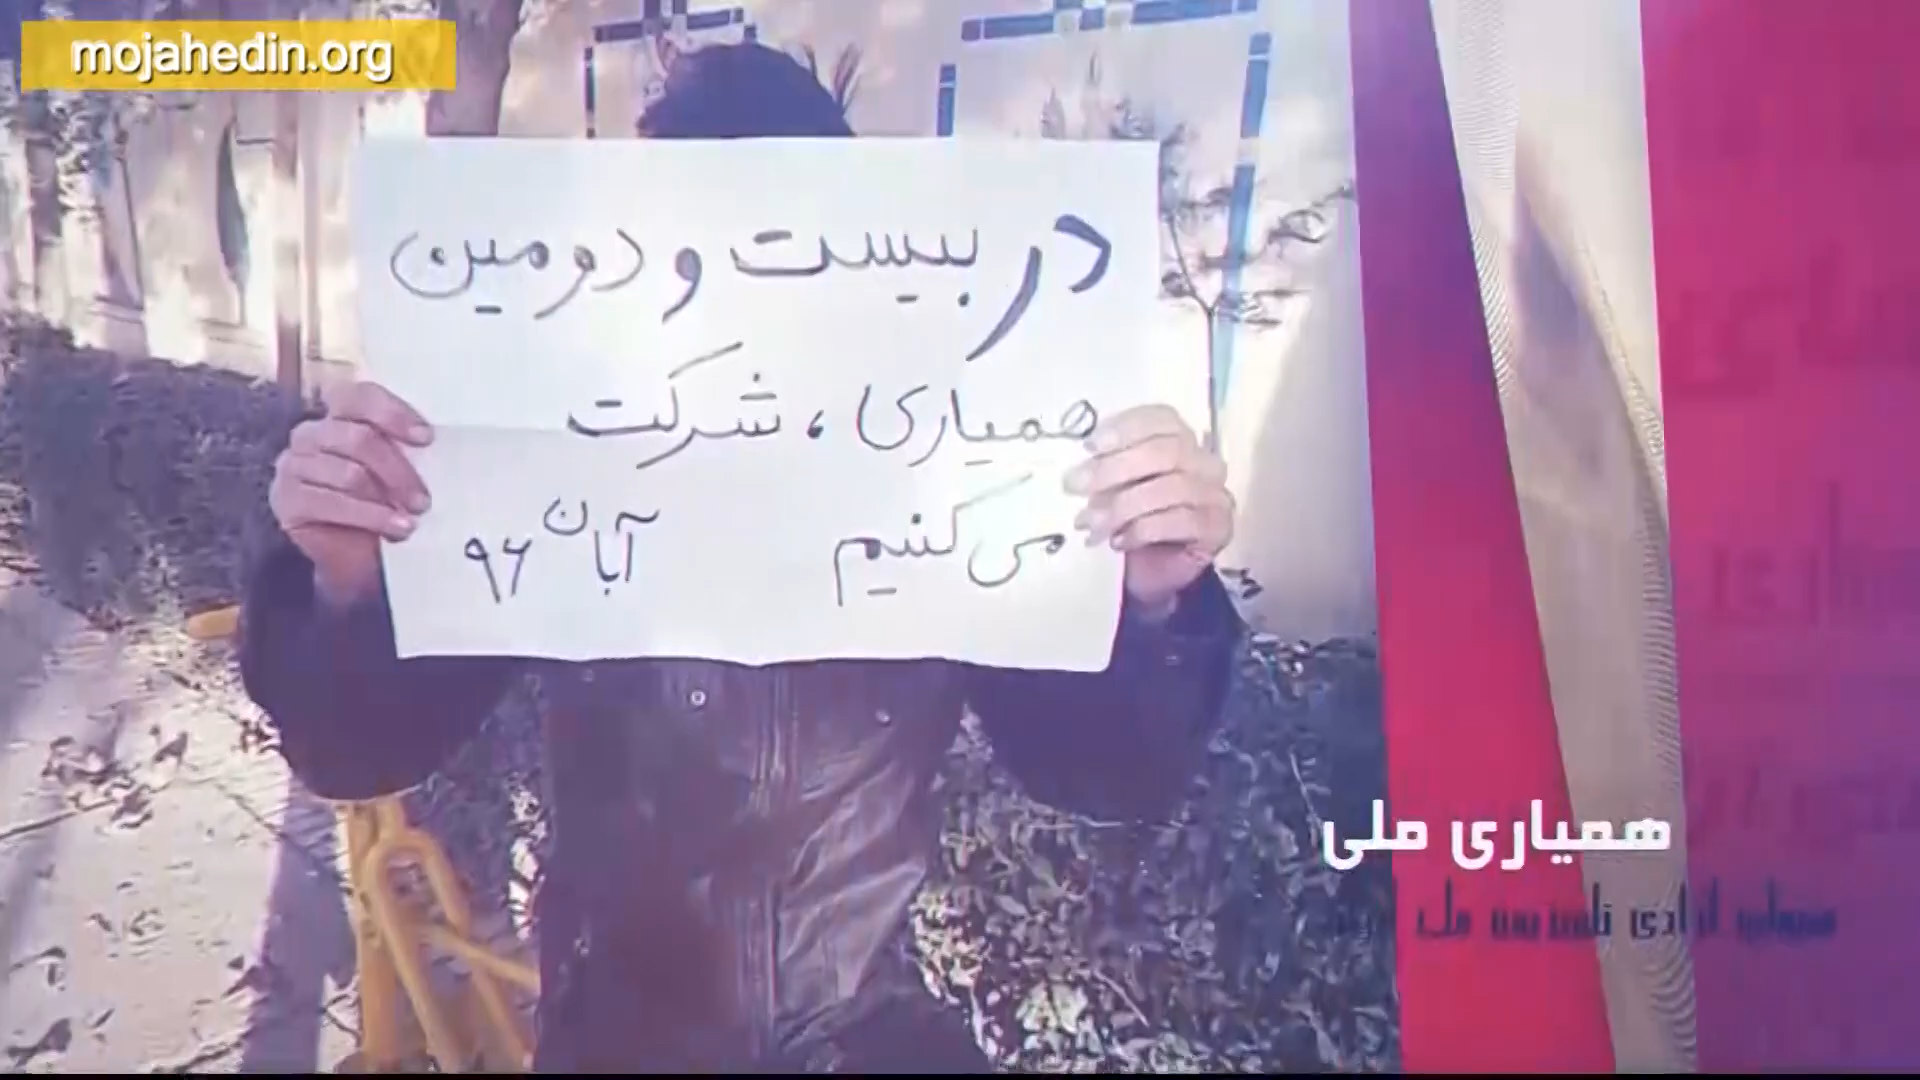 mojahedin.org
در بیست و دومین
همیاری، شرکت
می‌کنیم آبان ۹۶
همیاری ملی